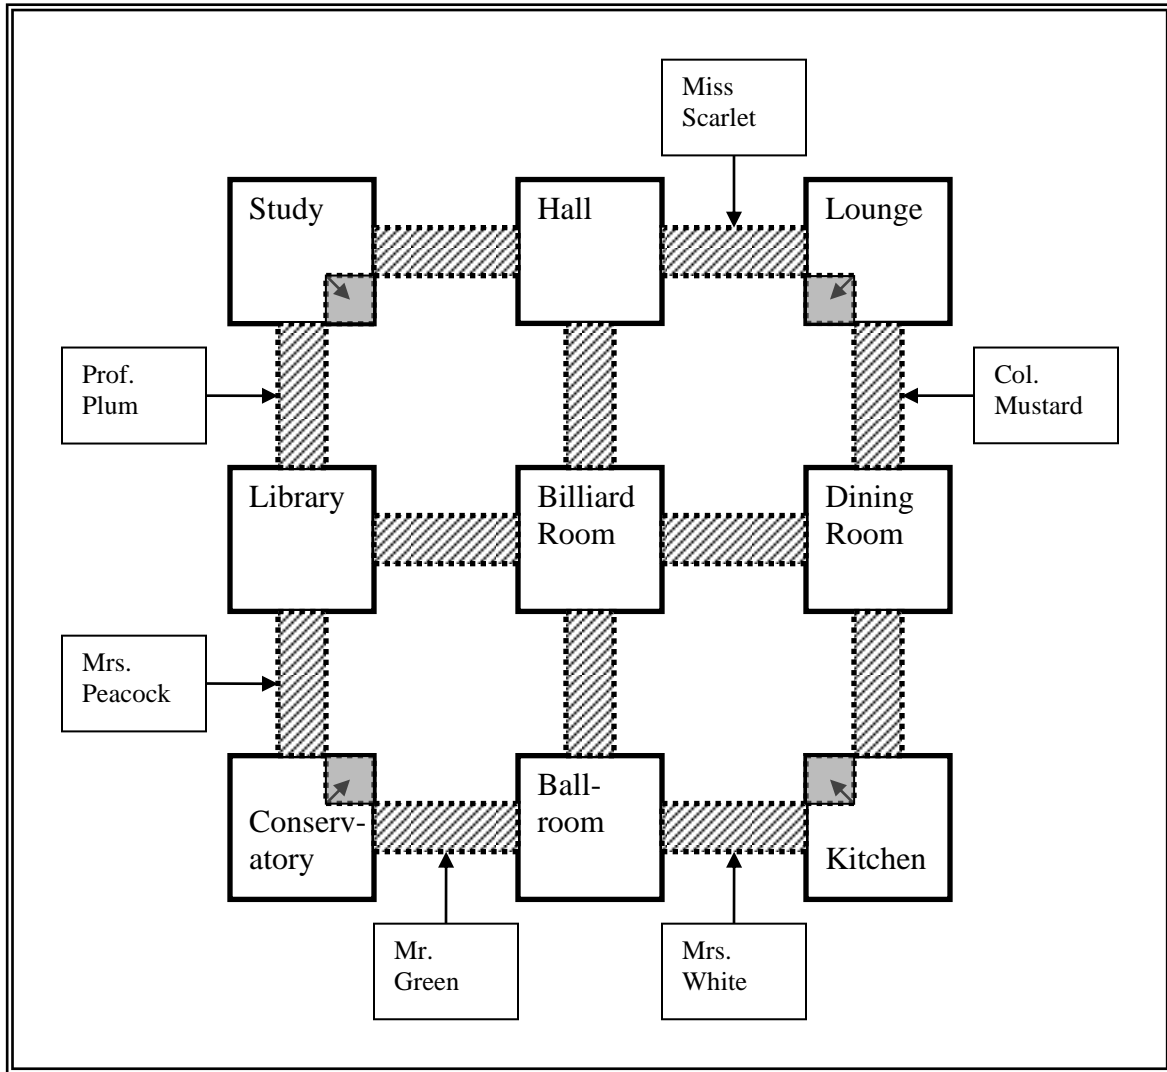 Miss
Scarlet
Study
Hall
Lounge
Prof.
Plum
Col.
Mustard
Library
Billiard
Room
Dining
Room
Mrs.
Peacock
Conserv-
atory
Ball-
room
Kitchen
Mr.
Green
Mrs.
White